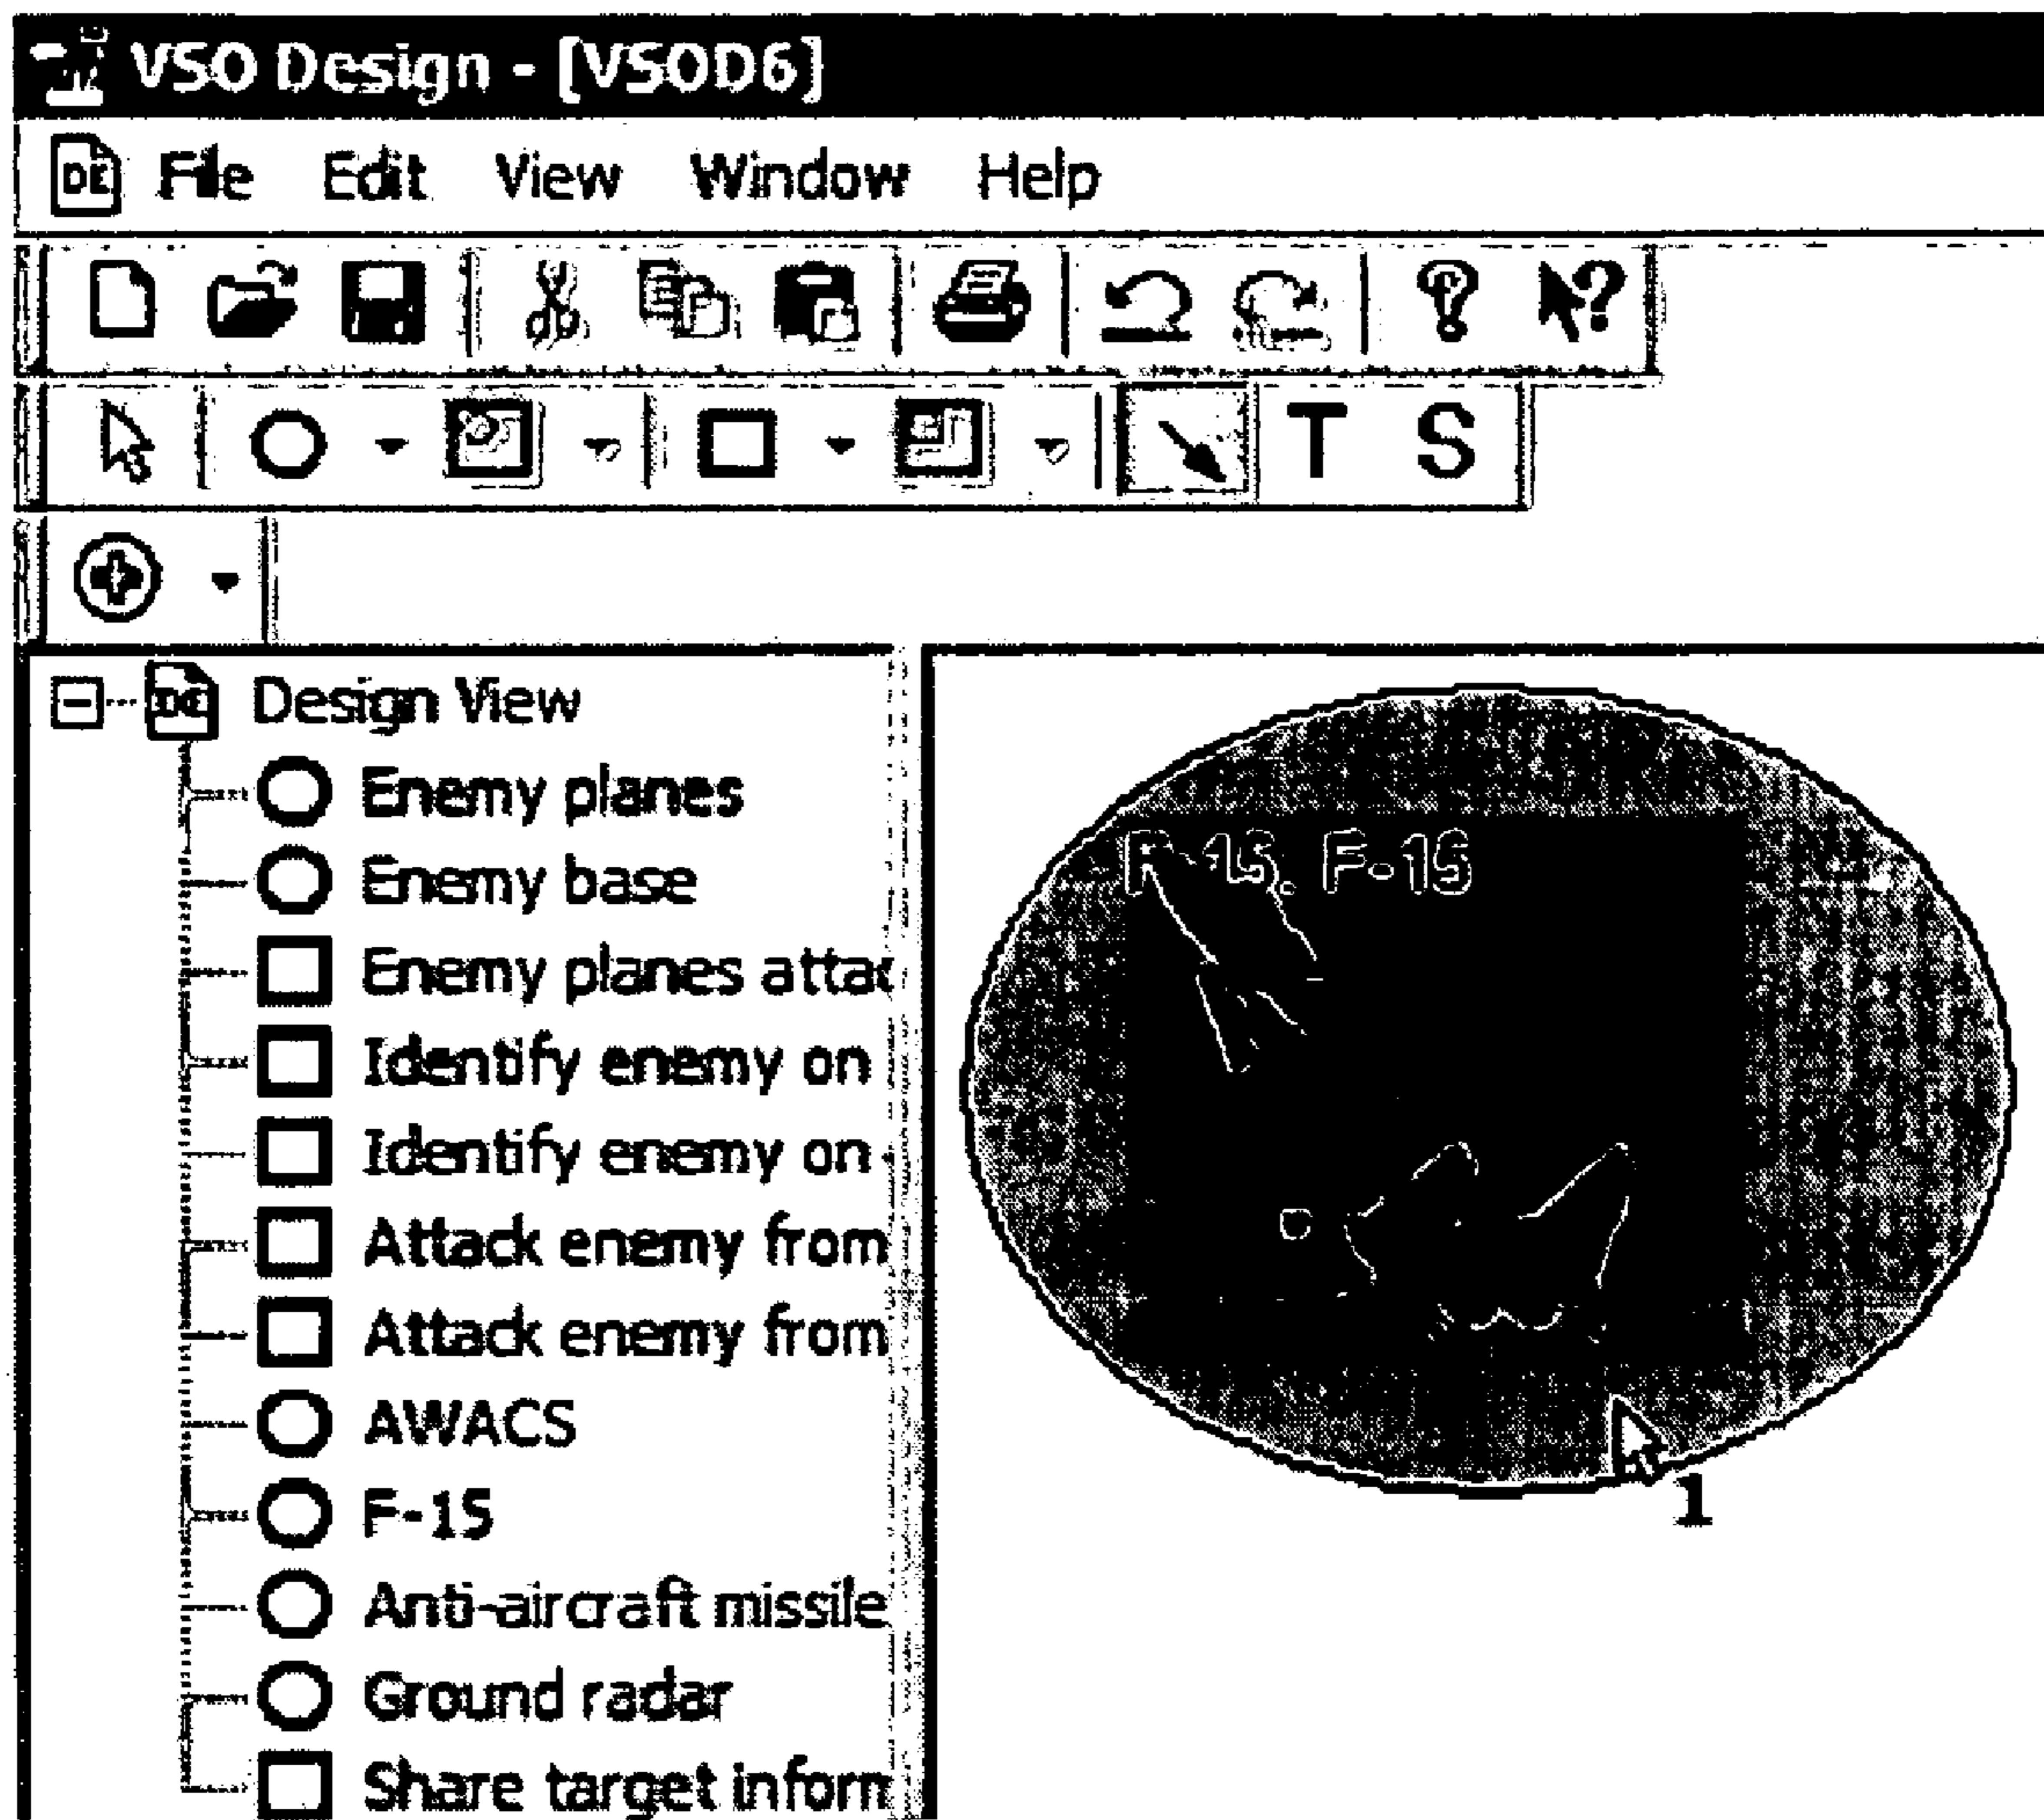 VSO Design - [VSOD6]
File Edit View Window Help
T S
Design View
Enemy planes
Enemy base
Enemy planes attac
Identify enemy on
Identify enemy on
Attack enemy from
Attack enemy from
AWACS
F-15
Anti-aircraft missile
Ground radar
Share target inform
F-15, F-15
1